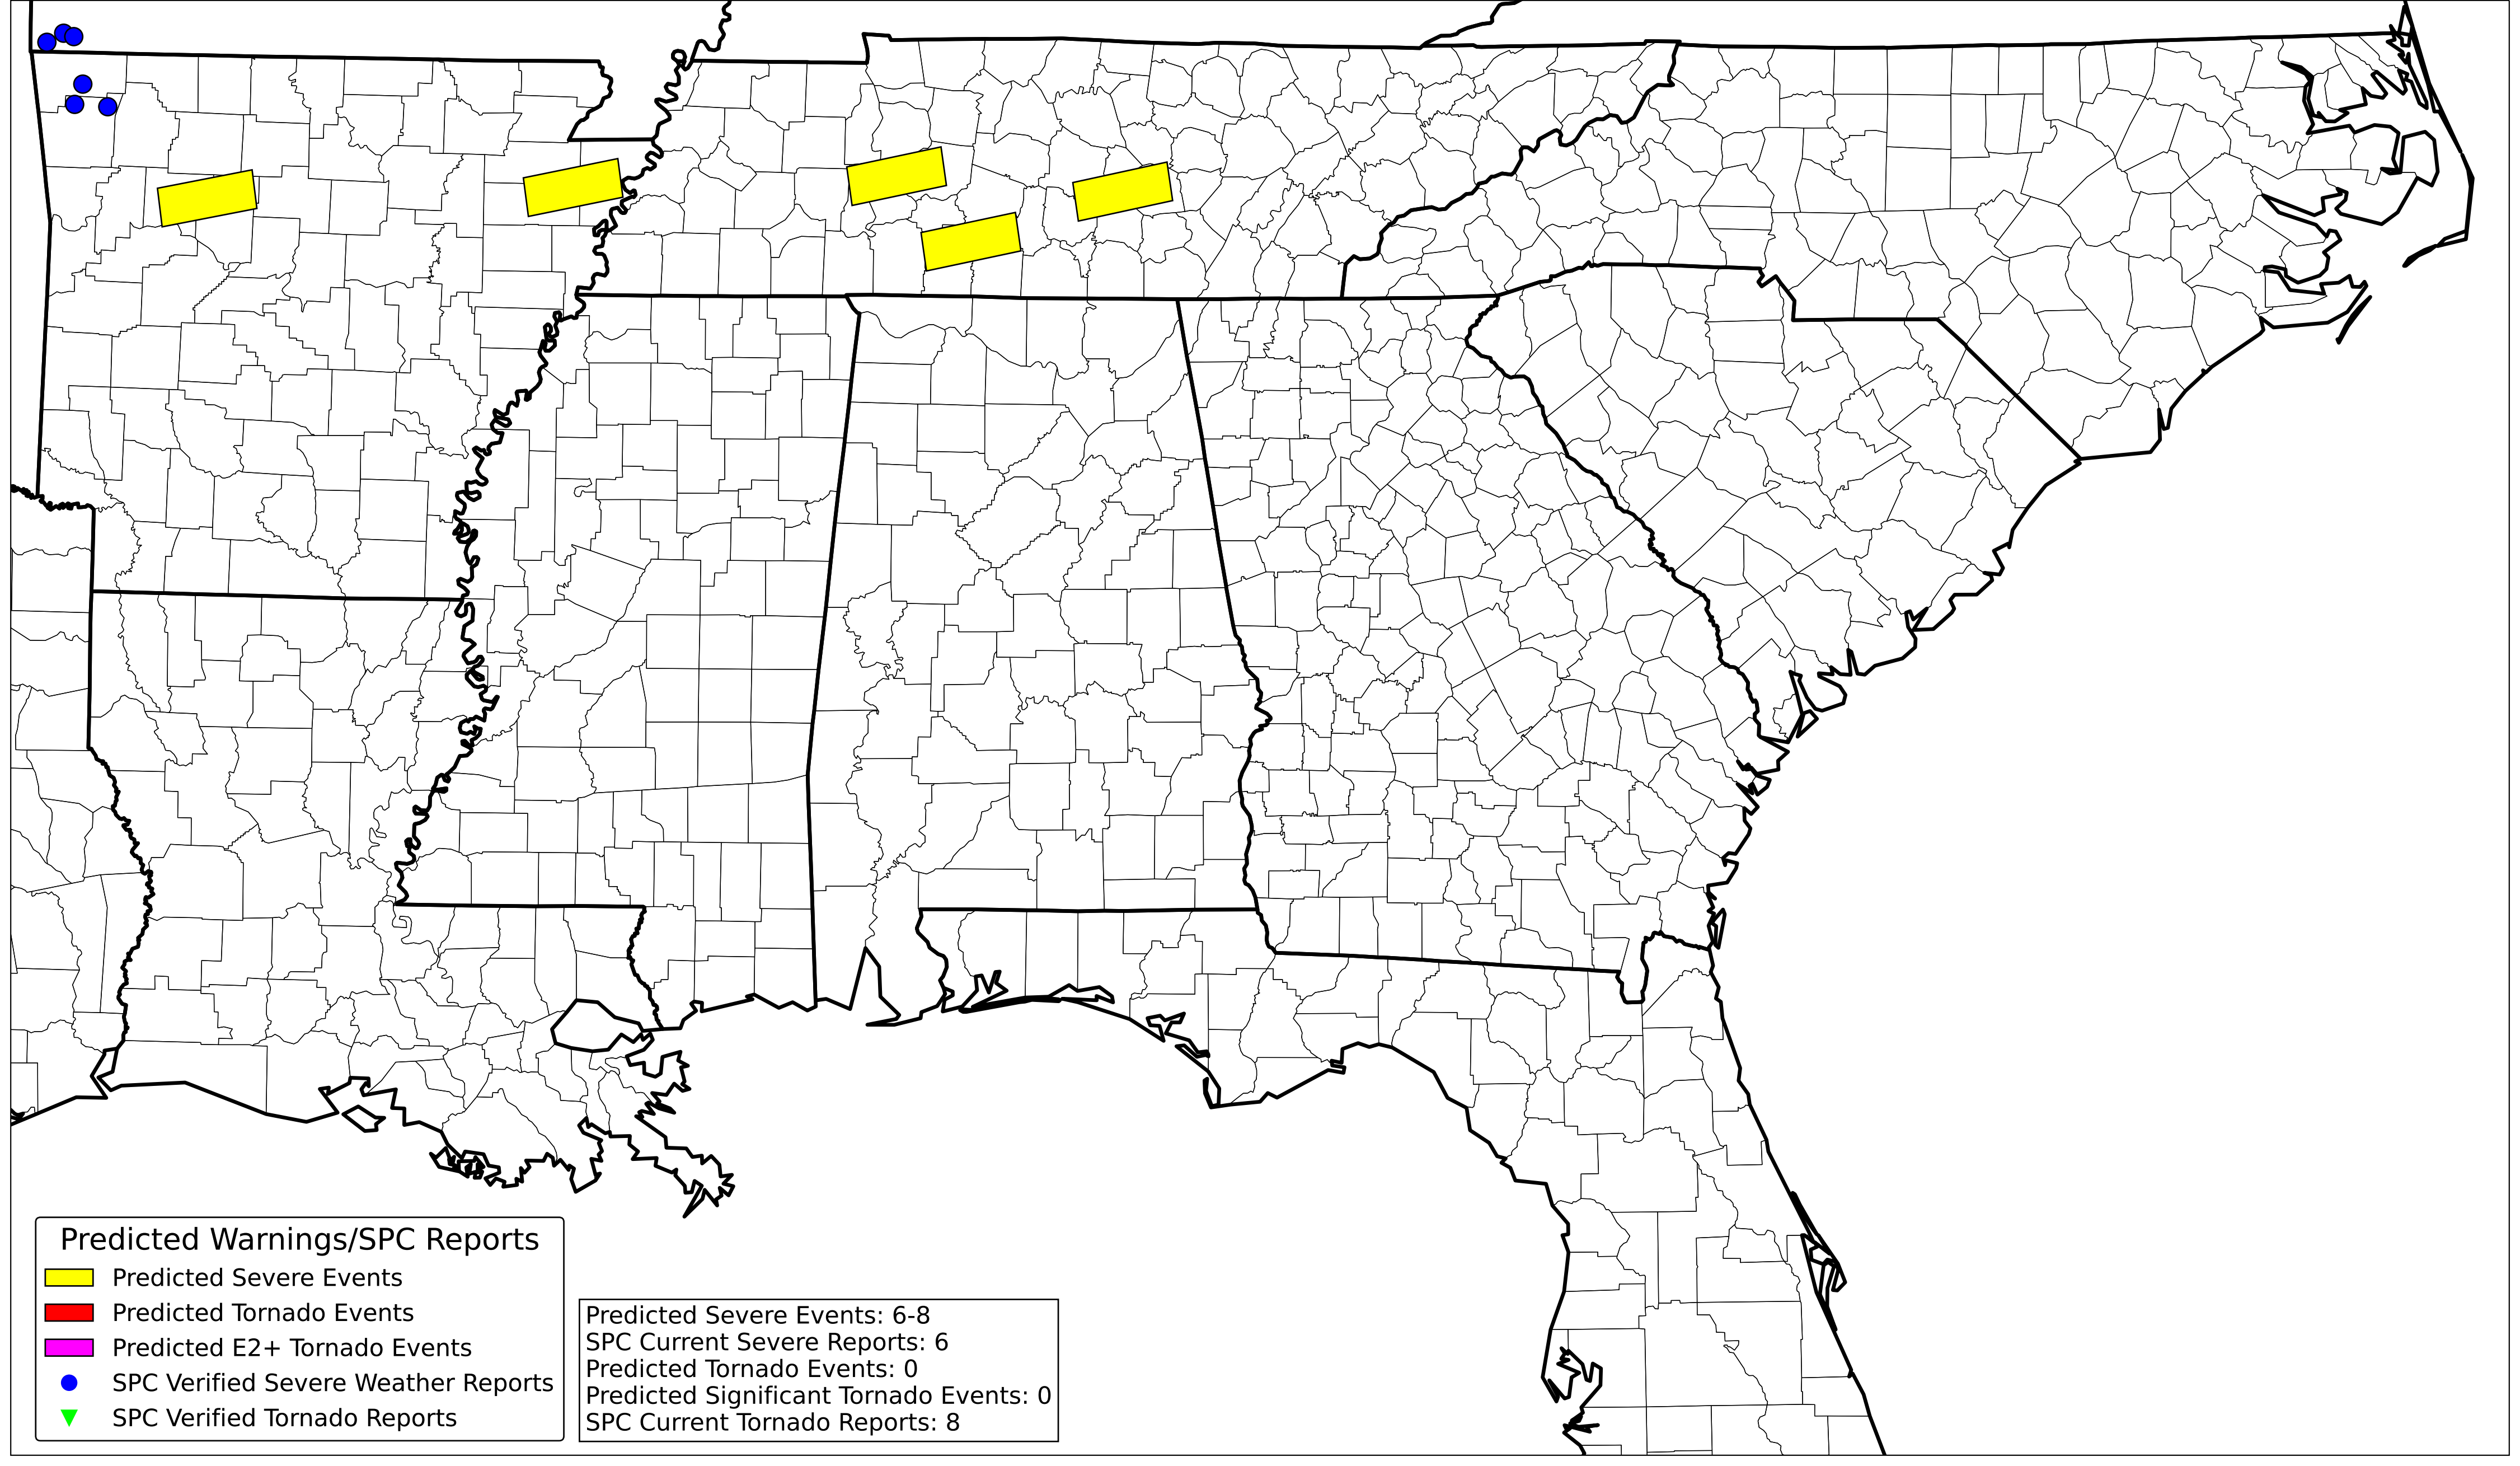 Predicted Warnings/SPC Reports
Predicted Severe Events
Predicted Tornado Events
Predicted E2+ Tornado Events
SPC Verified Severe Weather Reports
SPC Verified Tornado Reports
Predicted Severe Events: 6-8
SPC Current Severe Reports: 6
Predicted Tornado Events: 0
Predicted Significant Tornado Events: 0
SPC Current Tornado Reports: 8